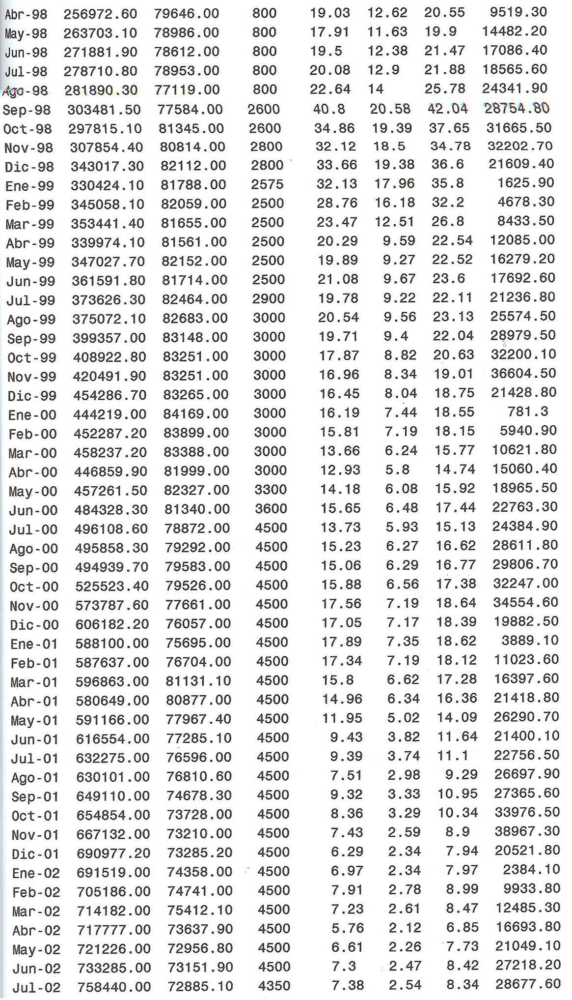 Abr-98 256972.60 79646.00 800 19.03 12.62 20.55 9519.30
May-98 263703.10 78986.00 800 17.91 11.63 19.9 14482.20
Jun-98 271881.90 78612.00 800 19.5 12.38 21.47 17086.40
Jul-98 278710.80 78953.00 800 20.08 12.9 21.88 18565.60
Ago-98 281890.30 77119.00 800 22.64 14 25.78 24341.90
Sep-98 303481.50 77584.00 2600 40.8 20.58 42.04 28754.80
Oct-98 297815.10 81345.00 2600 34.86 19.39 37.65 31665.50
Nov-98 307854.40 80814.00 2800 32.12 18.5 34.78 32202.70
Dic-98 343017.30 82112.00 2800 33.66 19.38 36.6 21609.40
Ene-99 330424.10 81788.00 2575 32.13 17.96 35.8 1625.90
Feb-99 345058.10 82059.00 2500 28.76 16.18 32.2 4678.30
Mar-99 353441.40 81655.00 2500 23.47 12.51 26.8 8433.50
Abr-99 339974.10 81561.00 2500 20.29 9.59 22.54 12085.00
May-99 347027.70 82152.00 2500 19.89 9.27 22.52 16279.20
Jun-99 361591.80 81714.00 2500 21.08 9.67 23.6 17692.60
Jul-99 373626.30 82464.00 2900 19.78 9.22 22.11 21236.80
Ago-99 375072.10 82683.00 3000 20.54 9.56 23.13 25574.50
Sep-99 399357.00 83148.00 3000 19.71 9.4 22.04 28979.50
Oct-99 408922.80 83251.00 3000 17.87 8.82 20.63 32200.10
Nov-99 420491.90 83251.00 3000 16.96 8.34 19.01 36604.50
Dic-99 454286.70 83265.00 3000 16.45 8.04 18.75 21428.80
Ene-00 444219.00 84169.00 3000 16.19 7.44 18.55 781.3
Feb-00 452287.20 83899.00 3000 15.81 7.19 18.15 5940.90
Mar-00 458237.20 83388.00 3000 13.66 6.24 15.77 10621.80
Abr-00 446859.90 81999.00 3000 12.93 5.8 14.74 15060.40
May-00 457261.50 82327.00 3300 14.18 6.08 15.92 18965.50
Jun-00 484328.30 81340.00 3600 15.65 6.48 17.44 22763.30
Jul-00 496108.60 78872.00 4500 13.73 5.93 15.13 24384.90
Ago-00 495858.30 79292.00 4500 15.23 6.27 16.62 28611.80
Sep-00 494939.70 79583.00 4500 15.06 6.29 16.77 29806.70
Oct-00 525523.40 79526.00 4500 15.88 6.56 17.38 32247.00
Nov-00 573787.60 77661.00 4500 17.56 7.19 18.64 34554.60
Dic-00 606182.20 76057.00 4500 17.05 7.17 18.39 19882.50
Ene-01 588100.00 75695.00 4500 17.89 7.35 18.62 3889.10
Feb-01 587637.00 76704.00 4500 17.34 7.19 18.12 11023.60
Mar-01 596863.00 81131.10 4500 15.8 6.62 17.28 16397.60
Abr-01 580649.00 80877.00 4500 14.96 6.34 16.36 21418.80
May-01 591166.00 77967.40 4500 11.95 5.02 14.09 26290.70
Jun-01 616554.00 77285.10 4500 9.43 3.82 11.64 21400.10
Jul-01 632275.00 76596.00 4500 9.39 3.74 11.1 22756.50
Ago-01 630101.00 76810.60 4500 7.51 2.98 9.29 26697.90
Sep-01 649110.00 74678.30 4500 9.32 3.33 10.95 27365.60
Oct-01 654854.00 73728.00 4500 8.36 3.29 10.34 33976.50
Nov-01 667132.00 73210.00 4500 7.43 2.59 8.9 38967.30
Dic-01 690977.20 73285.20 4500 6.29 2.34 7.94 20521.80
Ene-02 691519.00 74358.00 4500 6.97 2.34 7.97 2384.10
Feb-02 705186.00 74741.00 4500 7.91 2.78 8.99 9933.80
Mar-02 714182.00 75412.10 4500 7.23 2.61 8.47 12485.30
Abr-02 717777.00 73637.90 4500 5.76 2.12 6.85 16693.80
May-02 721226.00 72956.80 4500 6.61 2.26 7.73 21049.10
Jun-02 733285.00 73151.90 4500 7.3 2.47 8.42 27218.20
Jul-02 758440.00 72885.10 4350 7.38 2.54 8.34 28677.60